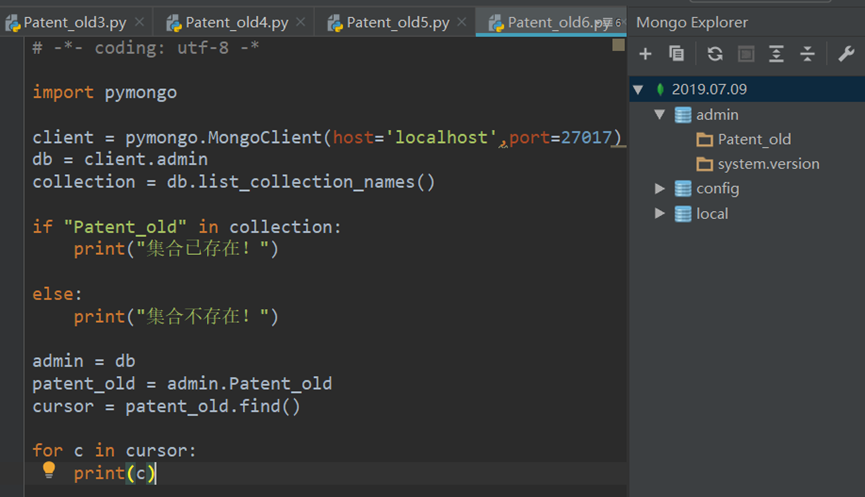 Patent_old3.py Patent_old4.py Patent_old5.py Patent_old6.py
# -*- coding: utf-8 -*
import pymongo
client = pymongo.MongoClient(host='localhost',port=27017)
db = client.admin
collection = db.list_collection_names()
if "Patent_old" in collection:
print("集合已存在！")
else:
print("集合不存在！")
admin = db
patent_old = admin.Patent_old
cursor = patent_old.find()
for c in cursor:
print(c)
Mongo Explorer
2019.07.09
admin
Patent_old
system.version
config
local